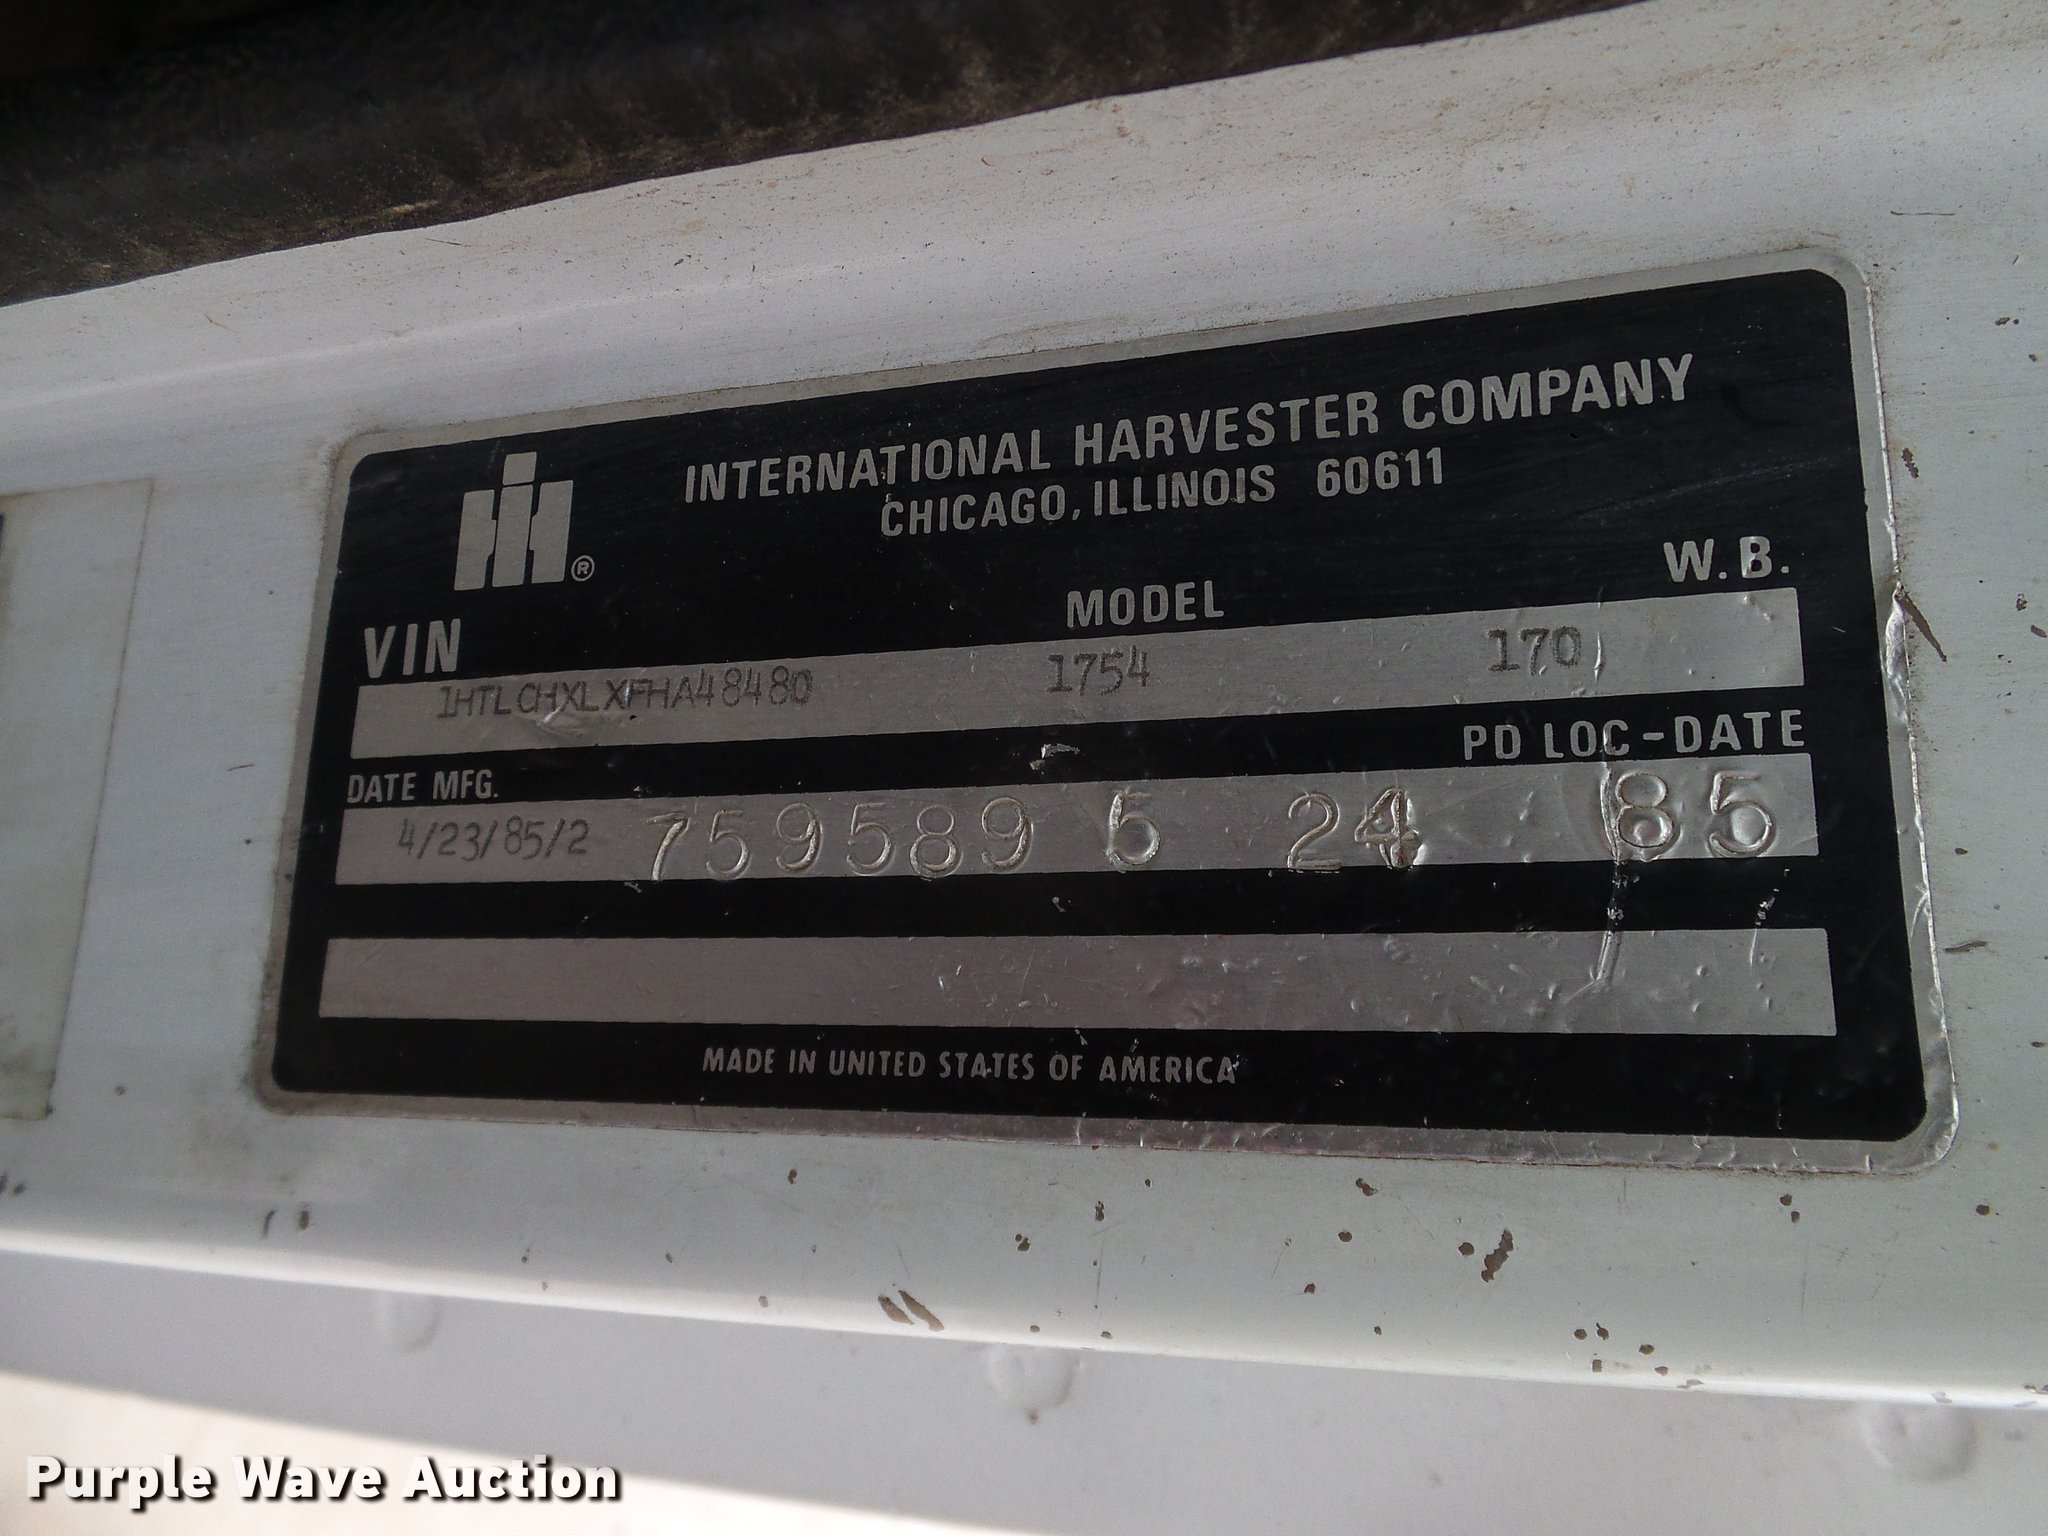 INTERNATIONAL HARVESTER COMPANY
CHICAGO, ILLINOIS 60611
VIN MODEL W.B.
1HTLCHXLXFHA48480 1754 170
DATE MFG. PD LOC-DATE
4/23/85/2 759589 5 24 85
MADE IN UNITED STATES OF AMERICA
Purple Wave Auction